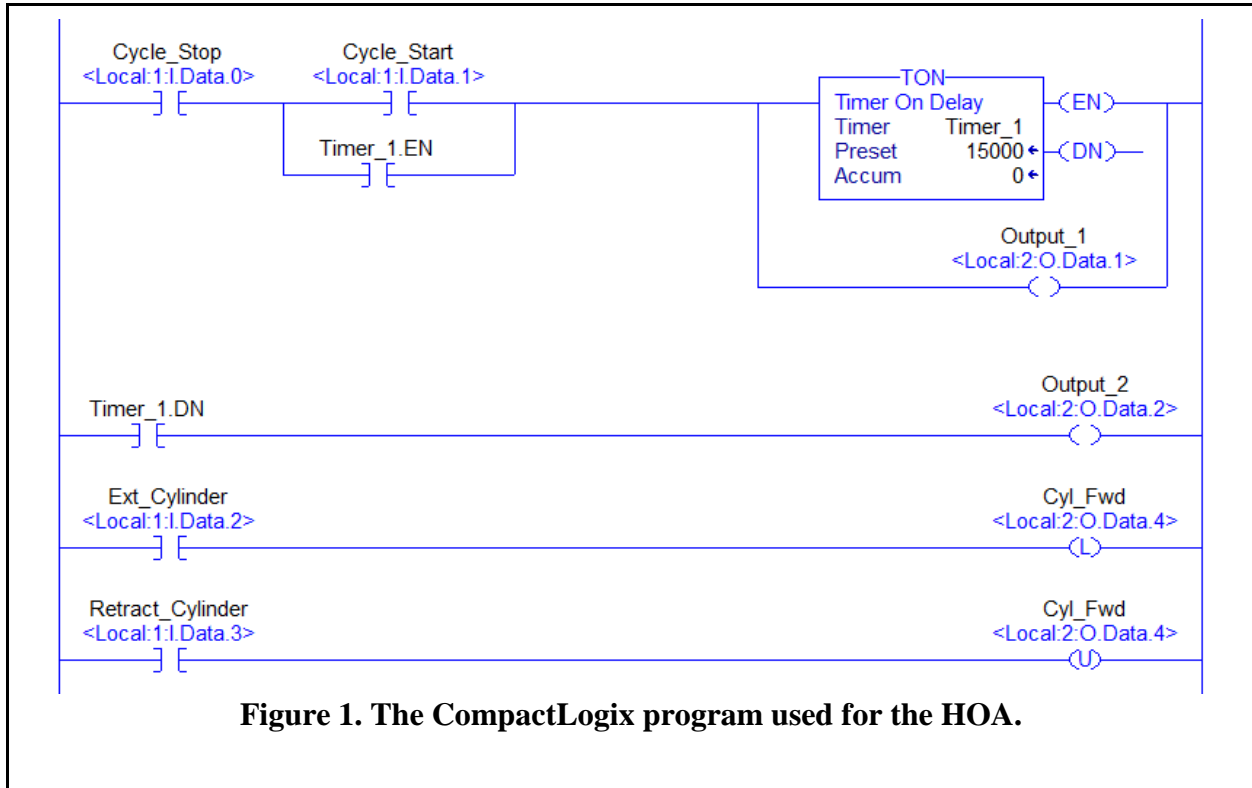 Cycle_Stop
<Local:1:I.Data.0>
Cycle_Start
<Local:1:I.Data.1>
Timer_1.EN
TON
Timer On Delay
Timer Timer_1
Preset 15000
Accum 0
EN
DN
Output_1
<Local:2:O.Data.1>
Timer_1.DN
Output_2
<Local:2:O.Data.2>
Ext_Cylinder
<Local:1:I.Data.2>
Cyl_Fwd
<Local:2:O.Data.4>
L
Retract_Cylinder
<Local:1:I.Data.3>
Cyl_Fwd
<Local:2:O.Data.4>
U
Figure 1. The CompactLogix program used for the HOA.